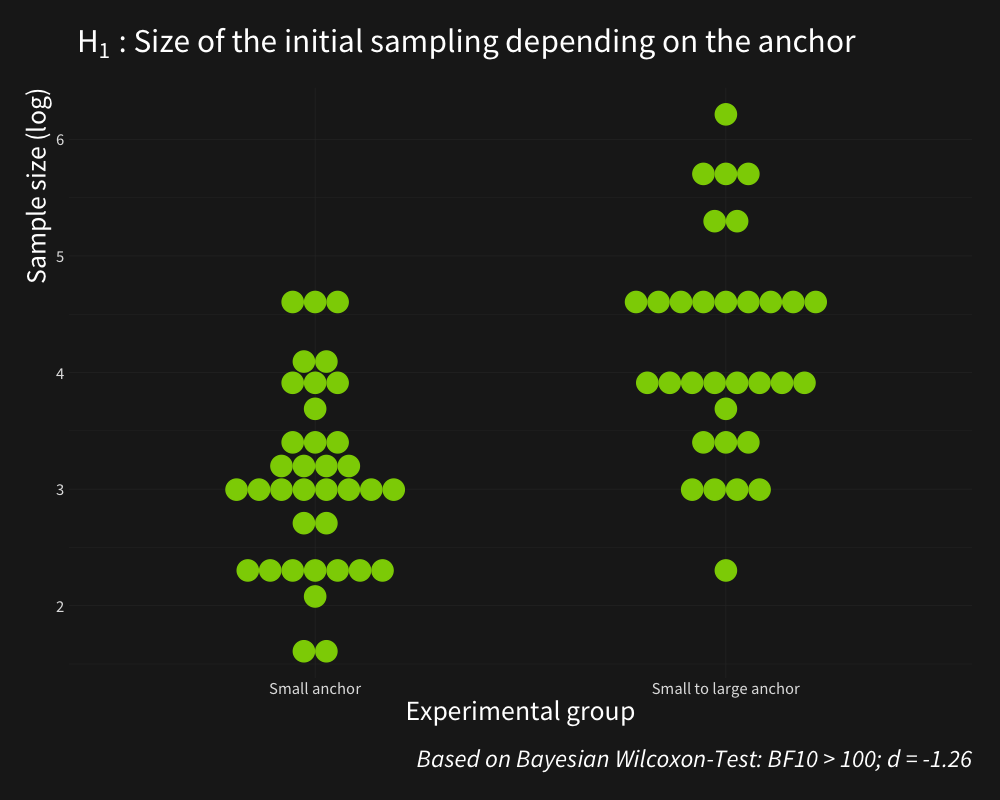 H₁ : Size of the initial sampling depending on the anchor
Sample size (log)
6
5
4
3
2
Small anchor
Small to large anchor
Experimental group
Based on Bayesian Wilcoxon-Test: BF10 > 100; d = -1.26